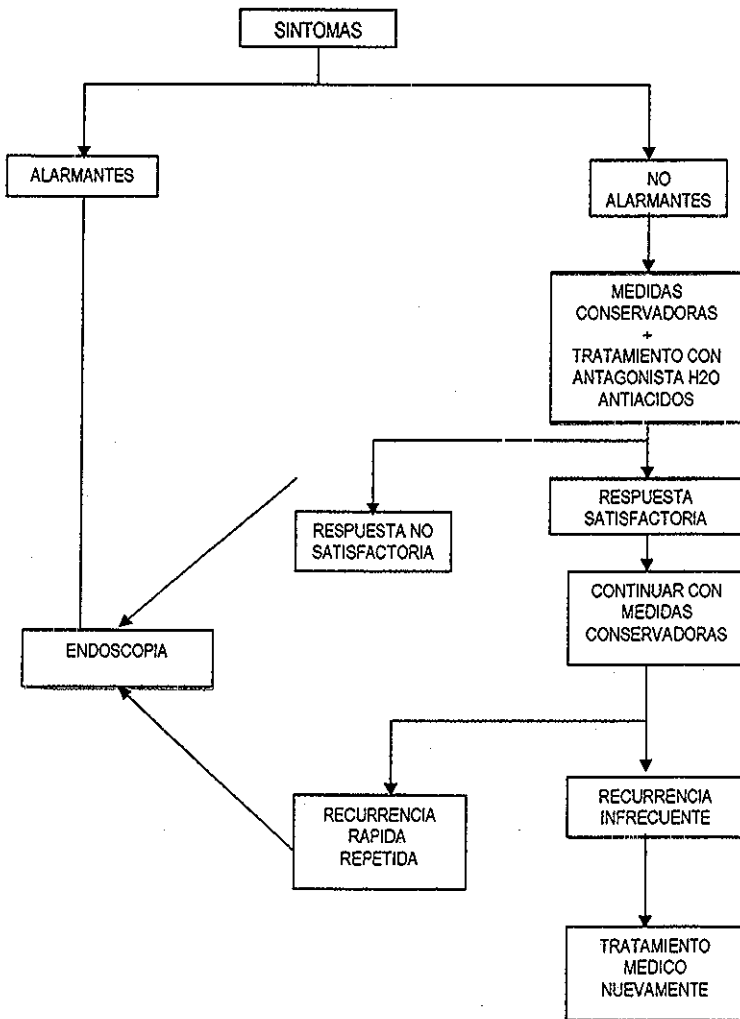 SINTOMAS
ALARMANTES
NO
ALARMANTES
MEDIDAS
CONSERVADORAS
+
TRATAMIENTO CON
ANTAGONISTA H2O
ANTIACIDOS
RESPUESTA NO
SATISFACTORIA
RESPUESTA
SATISFACTORIA
CONTINUAR CON
MEDIDAS
CONSERVADORAS
ENDOSCOPIA
RECURRENCIA
RAPIDA
REPETIDA
RECURRENCIA
INFRECUENTE
TRATAMIENTO
MEDICO
NUEVAMENTE